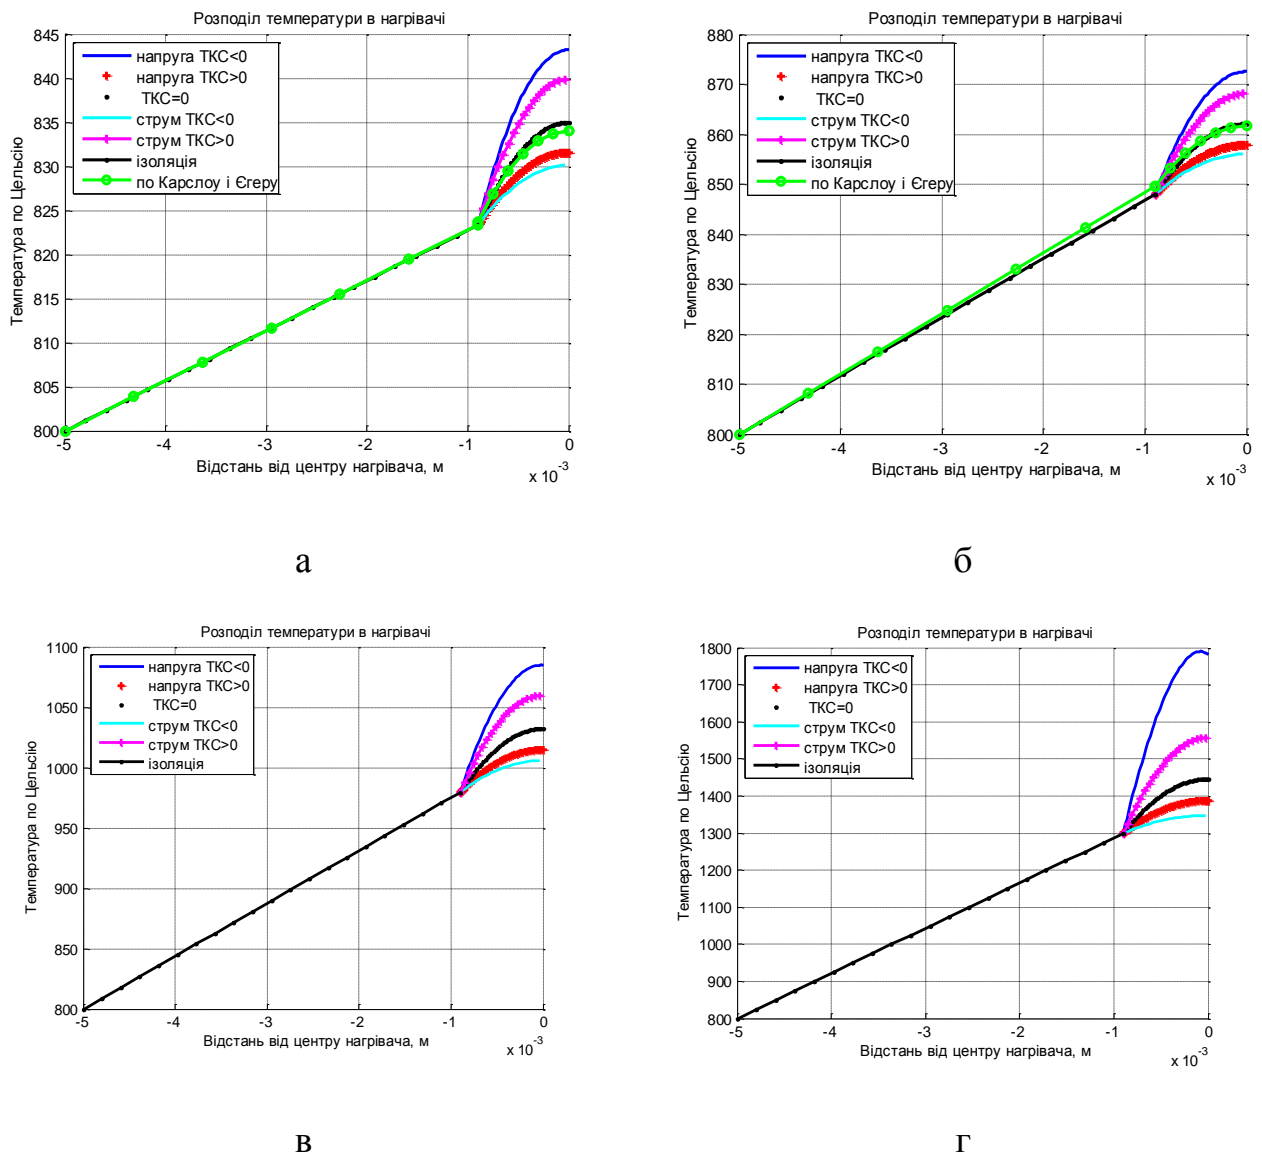 Розподіл температури в нагрівачі
845
840
835
830
825
820
815
810
805
800
Температура по Цельсію
напруга ТКС<0
напруга ТКС>0
ТКС=0
струм ТКС<0
струм ТКС>0
ізоляція
по Карслоу і Єгеру
-5 -4 -3 -2 -1 0
Відстань від центру нагрівача, м
x 10^-3
а
Розподіл температури в нагрівачі
880
870
860
850
840
830
820
810
800
Температура по Цельсію
напруга ТКС<0
напруга ТКС>0
ТКС=0
струм ТКС<0
струм ТКС>0
ізоляція
по Карслоу і Єгеру
-5 -4 -3 -2 -1 0
Відстань від центру нагрівача, м
x 10^-3
б
Розподіл температури в нагрівачі
1100
1050
1000
950
900
850
800
Температура по Цельсію
напруга ТКС<0
напруга ТКС>0
ТКС=0
струм ТКС<0
струм ТКС>0
ізоляція
-5 -4 -3 -2 -1 0
Відстань від центру нагрівача, м
x 10^-3
в
Розподіл температури в нагрівачі
1800
1700
1600
1500
1400
1300
1200
1100
1000
900
800
Температура по Цельсію
напруга ТКС<0
напруга ТКС>0
ТКС=0
струм ТКС<0
струм ТКС>0
ізоляція
-5 -4 -3 -2 -1 0
Відстань від центру нагрівача, м
x 10^-3
г